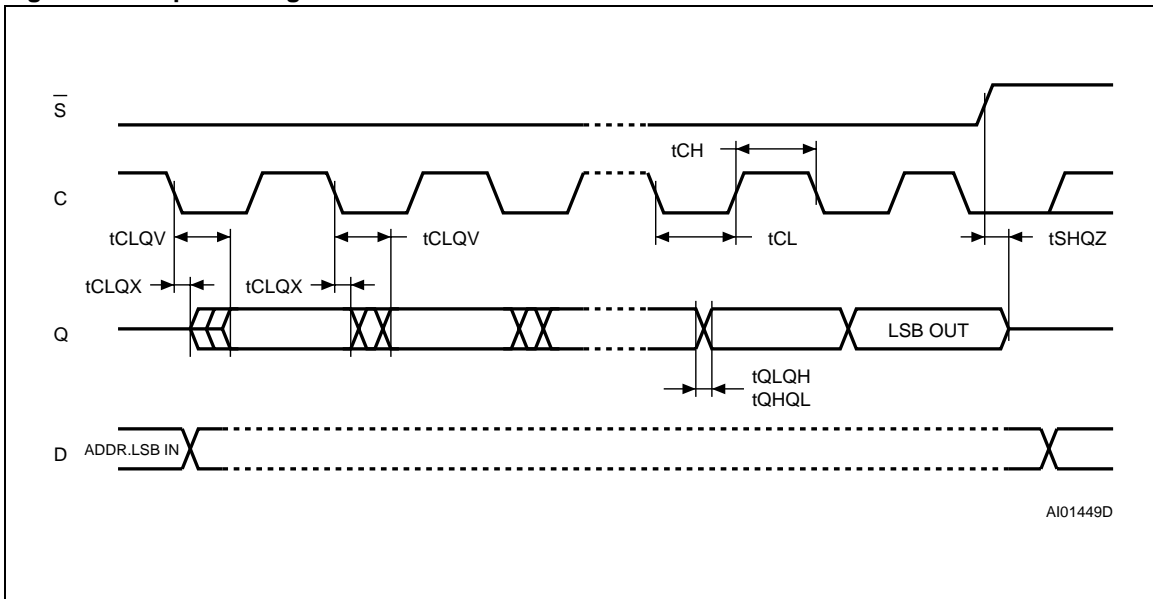 S
tCH
C
tCLQV
tCLQV
tCL
tSHQZ
tCLQX
tCLQX
Q
LSB OUT
tQLQH
tQHQL
D
ADDR.LSB IN
AI01449D